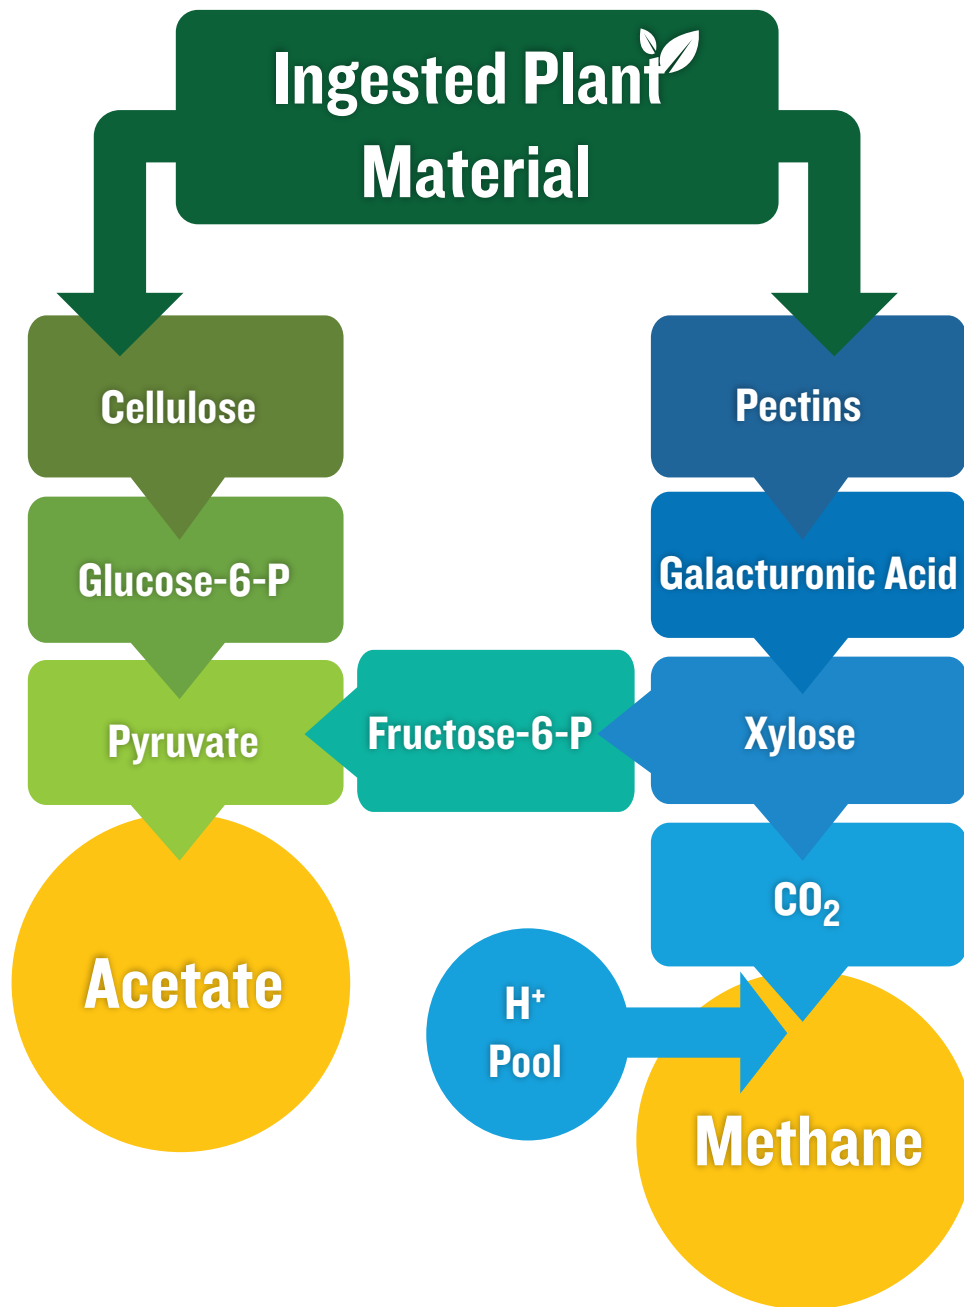 Ingested Plant
Material
Cellulose
Pectins
Glucose-6-P
Galacturonic Acid
Pyruvate
Fructose-6-P
Xylose
CO₂
Acetate
H⁺
Pool
Methane